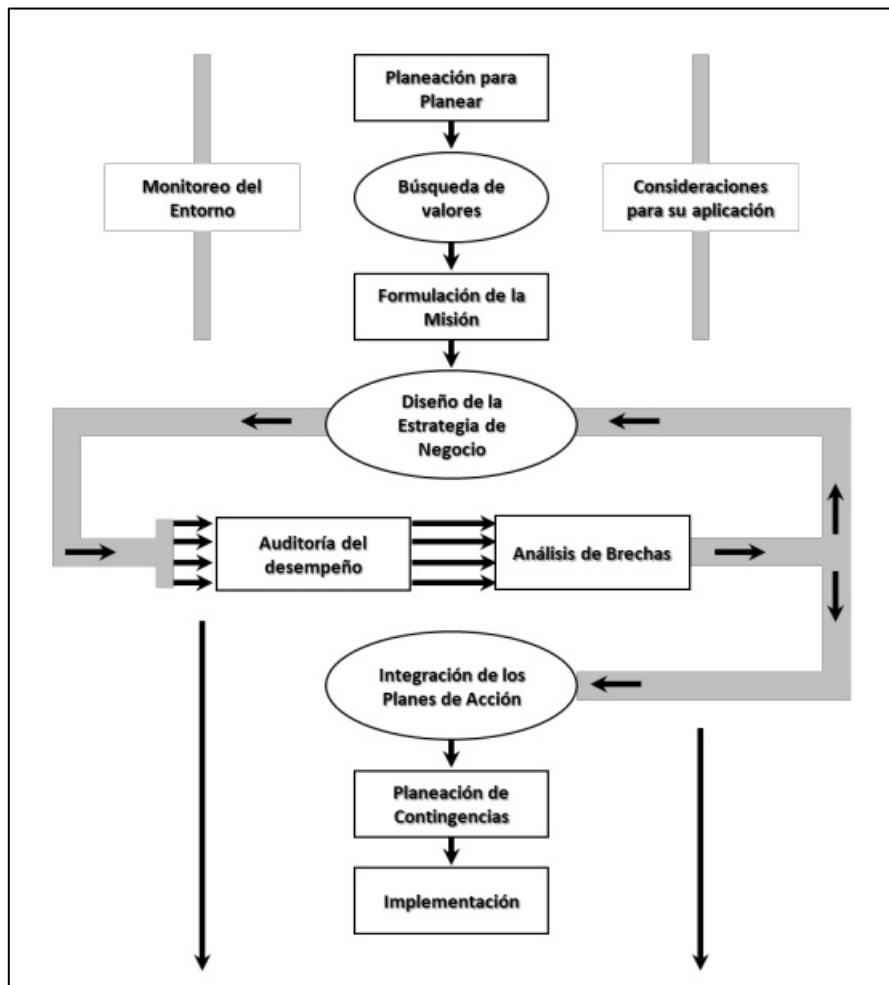 Planeación para
Planear
Monitoreo del
Entorno
Búsqueda de
valores
Consideraciones
para su aplicación
Formulación de la
Misión
Diseño de la
Estrategia de
Negocio
Auditoría del
desempeño
Análisis de Brechas
Integración de los
Planes de Acción
Planeación de
Contingencias
Implementación